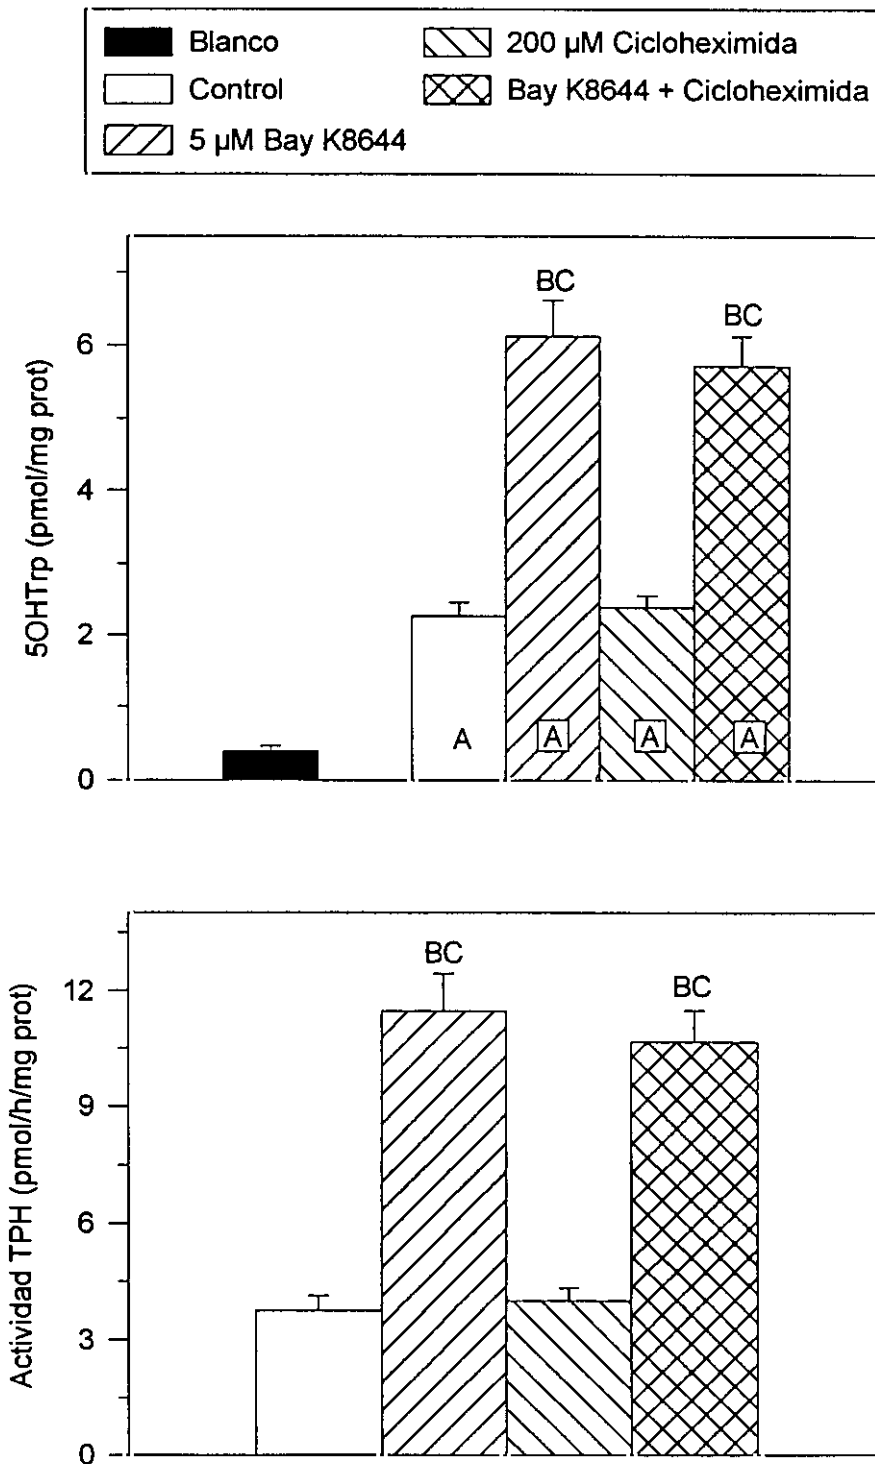 Blanco
Control
5 µM Bay K8644
200 µM Cicloheximida
Bay K8644 + Cicloheximida
5OHTrp (pmol/mg prot)
6
4
2
0
BC
BC
A
A
A
A
Actividad TPH (pmol/h/mg prot)
12
9
6
3
0
BC
BC